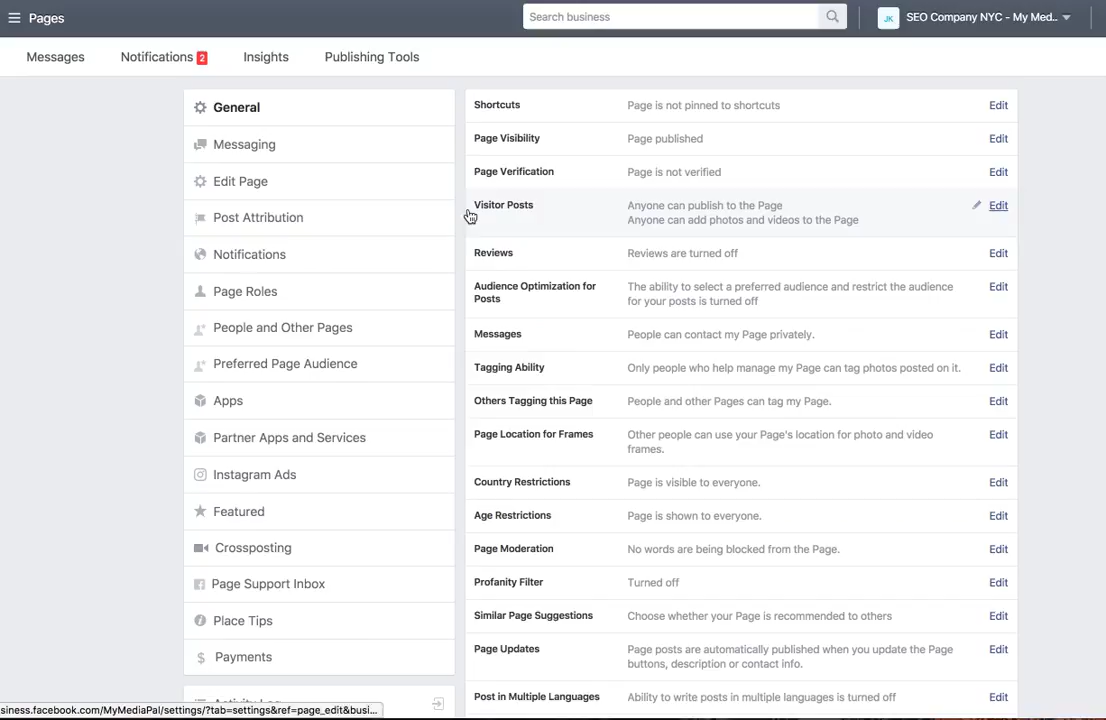 Pages
Search business
JK
SEO Company NYC - My Med..
Messages
Notifications 2
Insights
Publishing Tools
General
Messaging
Edit Page
Post Attribution
Notifications
Page Roles
People and Other Pages
Preferred Page Audience
Apps
Partner Apps and Services
Instagram Ads
Featured
Crossposting
Page Support Inbox
Place Tips
Payments
Shortcuts Page is not pinned to shortcuts Edit
Page Visibility Page published Edit
Page Verification Page is not verified Edit
Visitor Posts Anyone can publish to the Page Edit
Anyone can add photos and videos to the Page
Reviews Reviews are turned off Edit
Audience Optimization for The ability to select a preferred audience and restrict the audience Edit
Posts for your posts is turned off
Messages People can contact my Page privately. Edit
Tagging Ability Only people who help manage my Page can tag photos posted on it. Edit
Others Tagging this Page People and other Pages can tag my Page. Edit
Page Location for Frames Other people can use your Page's location for photo and video Edit
frames.
Country Restrictions Page is visible to everyone. Edit
Age Restrictions Page is shown to everyone. Edit
Page Moderation No words are being blocked from the Page. Edit
Profanity Filter Turned off Edit
Similar Page Suggestions Choose whether your Page is recommended to others Edit
Page Updates Page posts are automatically published when you update the Page Edit
buttons, description or contact info.
Post in Multiple Languages Ability to write posts in multiple languages is turned off Edit
siness.facebook.com/MyMediaPal/settings/?tab=settings&ref=page_edit&busi...